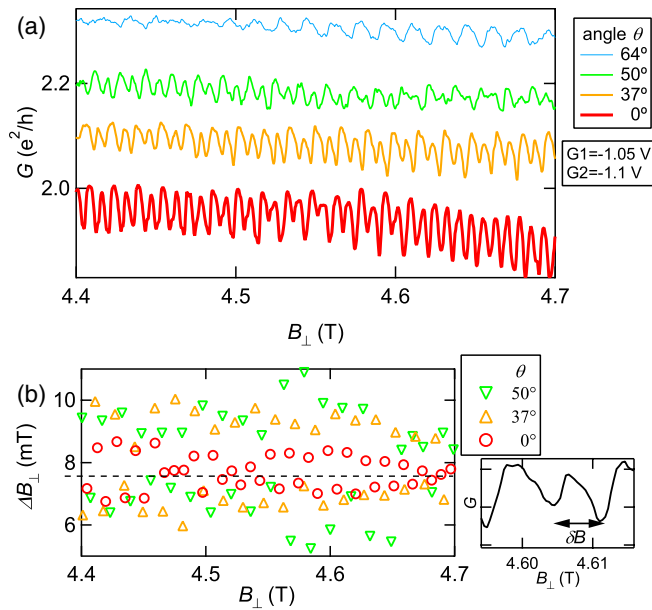 (a)
G (e²/h)
2.2
2.0
4.4
4.5
4.6
4.7
B⊥ (T)
angle θ
64º
50º
37º
0º
G1=-1.05 V
G2=-1.1 V
(b)
ΔB⊥ (mT)
10
8
6
4.4
4.5
4.6
4.7
B⊥ (T)
θ
50°
37°
0°
G
δB
4.60
4.61
B⊥ (T)